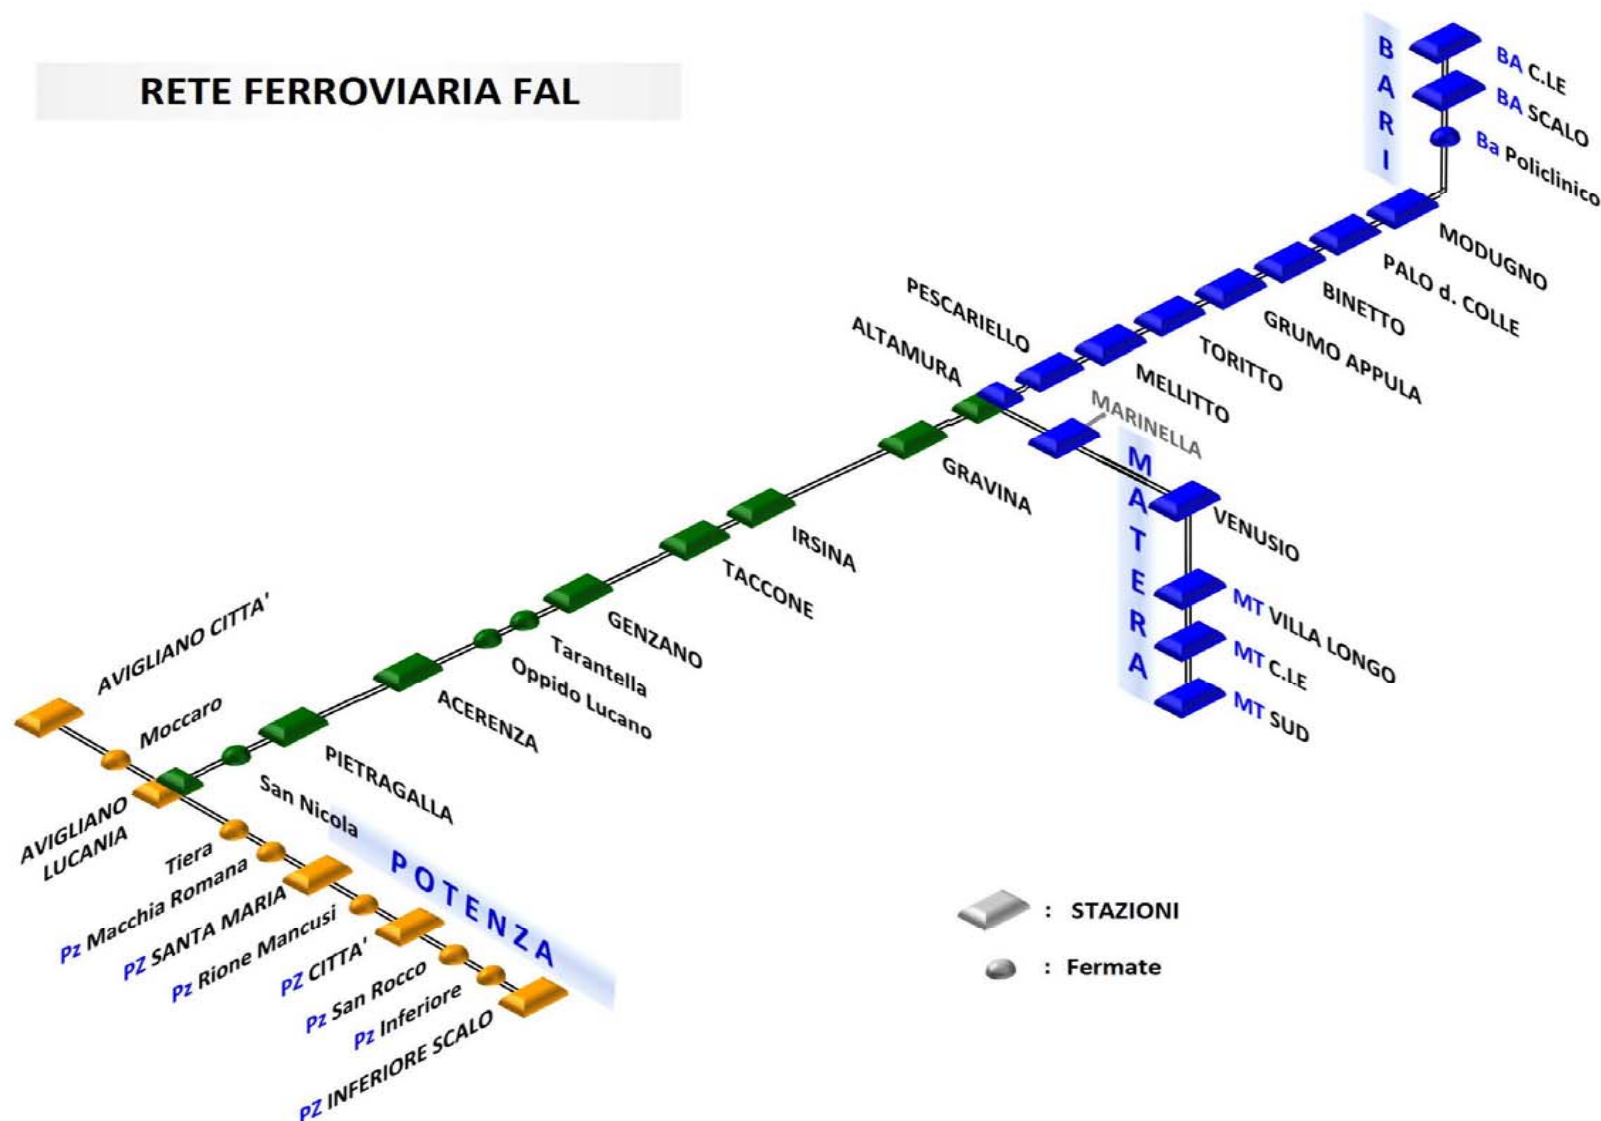 RETE FERROVIARIA FAL
BARI
BA C.LE
BA SCALO
Ba Policlinico
MODUGNO
PALO d. COLLE
BINETTO
GRUMO APPULA
TORITTO
MELLITTO
PESCARIELLO
ALTAMURA
MARINELLA
MATERA
VENUSIO
MT VILLA LONGO
MT C.LE
MT SUD
GRAVINA
IRSINA
TACCONE
GENZANO
Tarantella
Oppido Lucano
ACERENZA
PIETRAGALLA
San Nicola
AVIGLIANO CITTA'
Moccaro
AVIGLIANO
LUCANIA
Tiera
Pz Macchia Romana
PZ SANTA MARIA
Pz Rione Mancusi
PZ CITTA'
Pz San Rocco
Pz Inferiore
PZ INFERIORE SCALO
POTENZA
: STAZIONI
: Fermate